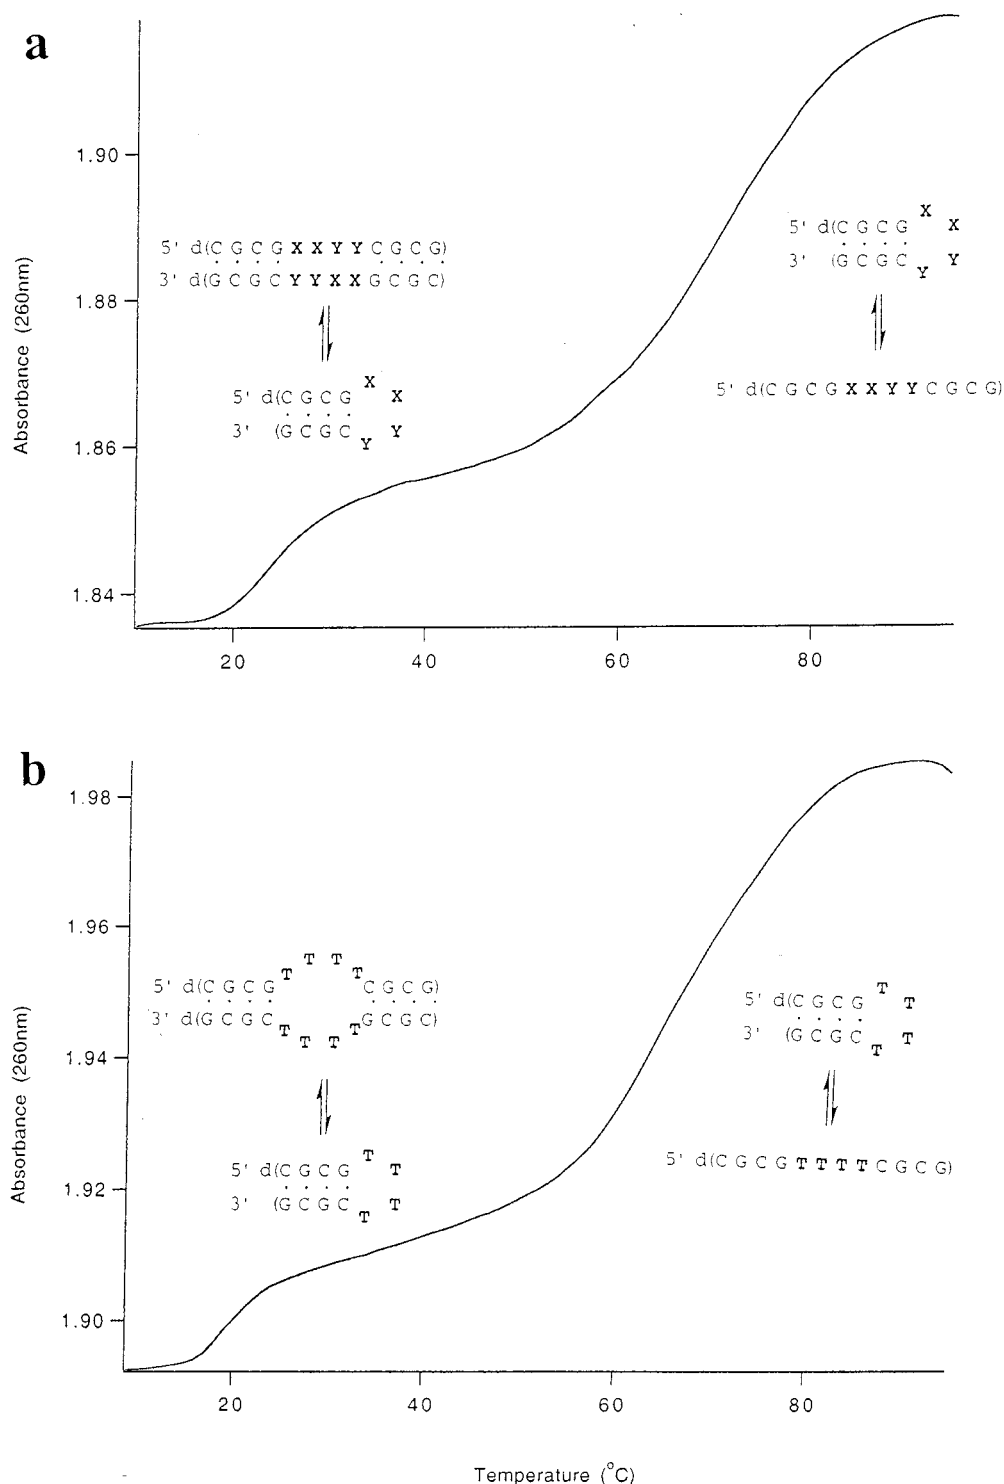 a
1.90
1.88
1.86
1.84
Absorbance (260nm)
5' d(C G C G X X Y Y C G C G)
3' d(G C G C Y Y X X G C G C)
5' d(C G C G X X
3' (G C G C Y Y
5' d(C G C G X X
3' (G C G C Y Y
5' d(C G C G X X Y Y C G C G)
20 40 60 80
b
1.98
1.96
1.94
1.92
1.90
Absorbance (260nm)
5' d(C G C G T T T T C G C G)
3' d(G C G C T T T T G C G C)
5' d(C G C G T T
3' (G C G C T T
5' d(C G C G T T
3' (G C G C T T
5' d(C G C G T T T T C G C G)
20 40 60 80
Temperature (°C)